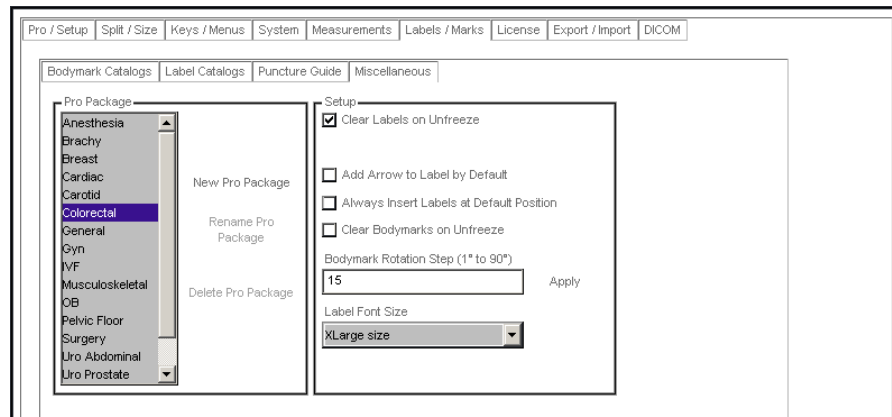 Pro / Setup Split / Size Keys / Menus System Measurements Labels / Marks License Export / Import DICOM
Bodymark Catalogs Label Catalogs Puncture Guide Miscellaneous
Pro Package
Anesthesia
Brachy
Breast
Cardiac
Carotid
Colorectal
General
Gyn
IVF
Musculoskeletal
OB
Pelvic Floor
Surgery
Uro Abdominal
Uro Prostate
New Pro Package
Rename Pro
Package
Delete Pro Package
Setup
Clear Labels on Unfreeze
Add Arrow to Label by Default
Always Insert Labels at Default Position
Clear Bodymarks on Unfreeze
Bodymark Rotation Step (1° to 90°)
15
Apply
Label Font Size
XLarge size